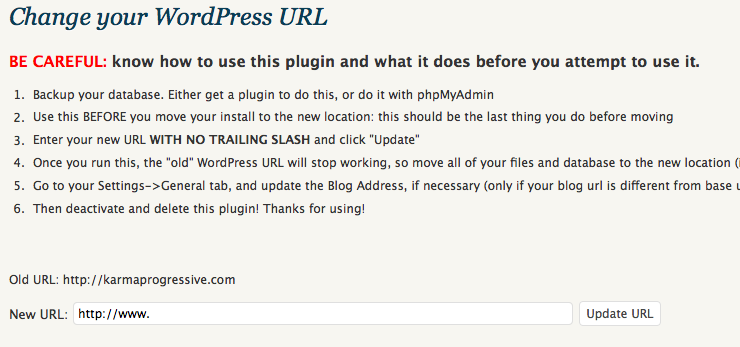 Change your WordPress URL
BE CAREFUL: know how to use this plugin and what it does before you attempt to use it.
1. Backup your database. Either get a plugin to do this, or do it with phpMyAdmin
2. Use this BEFORE you move your install to the new location: this should be the last thing you do before moving
3. Enter your new URL WITH NO TRAILING SLASH and click "Update"
4. Once you run this, the "old" WordPress URL will stop working, so move all of your files and database to the new location (
5. Go to your Settings->General tab, and update the Blog Address, if necessary (only if your blog url is different from base
6. Then deactivate and delete this plugin! Thanks for using!
Old URL: http://karmaprogressive.com
New URL: http://www. Update URL